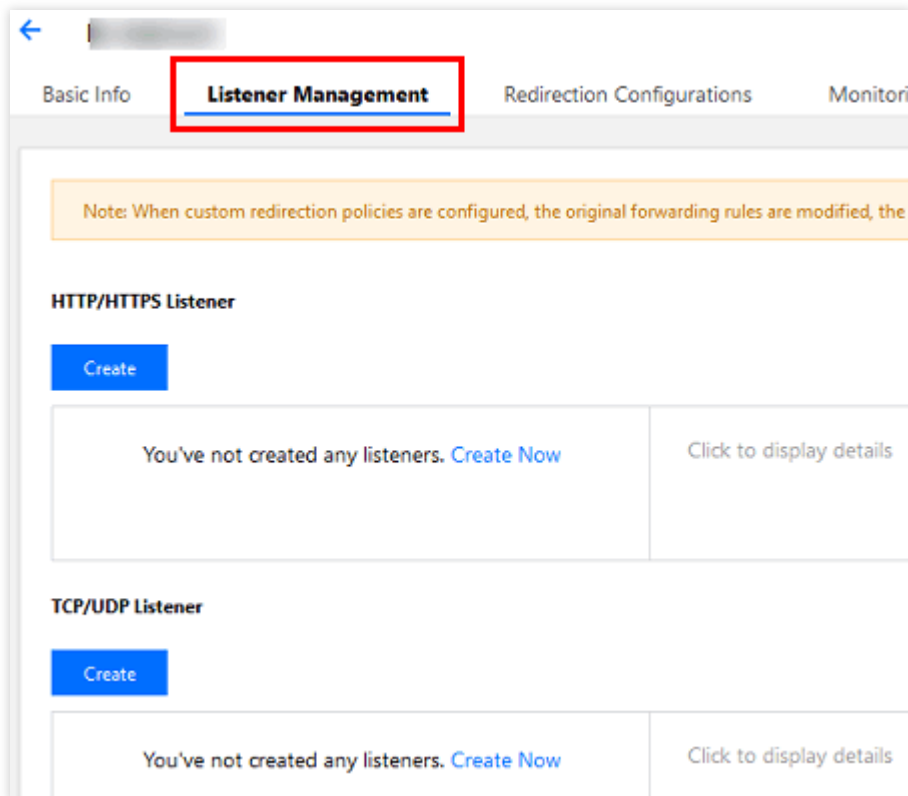 Basic Info Listener Management Redirection Configurations Monitori
Note: When custom redirection policies are configured, the original forwarding rules are modified, the
HTTP/HTTPS Listener
Create
You've not created any listeners. Create Now Click to display details
TCP/UDP Listener
Create
You've not created any listeners. Create Now Click to display details